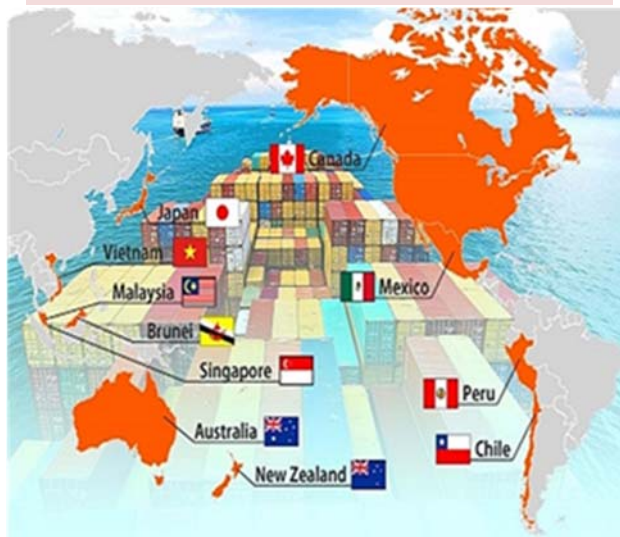 Canada
Japan
Vietnam
Malaysia
Mexico
Brunei
Singapore
Peru
Australia
Chile
New Zealand